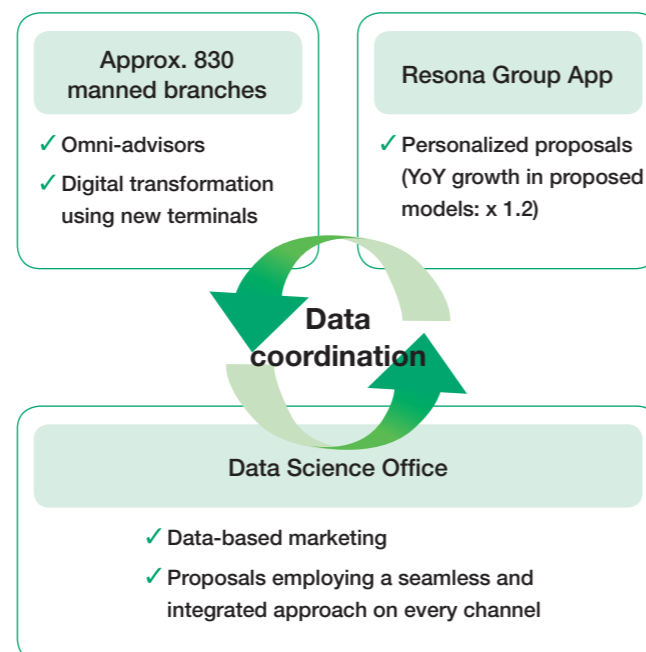 Approx. 830
manned branches
✓ Omni-advisors
✓ Digital transformation
using new terminals
Resona Group App
✓ Personalized proposals
(YoY growth in proposed
models: x 1.2)
Data
coordination
Data Science Office
✓ Data-based marketing
✓ Proposals employing a seamless and
integrated approach on every channel